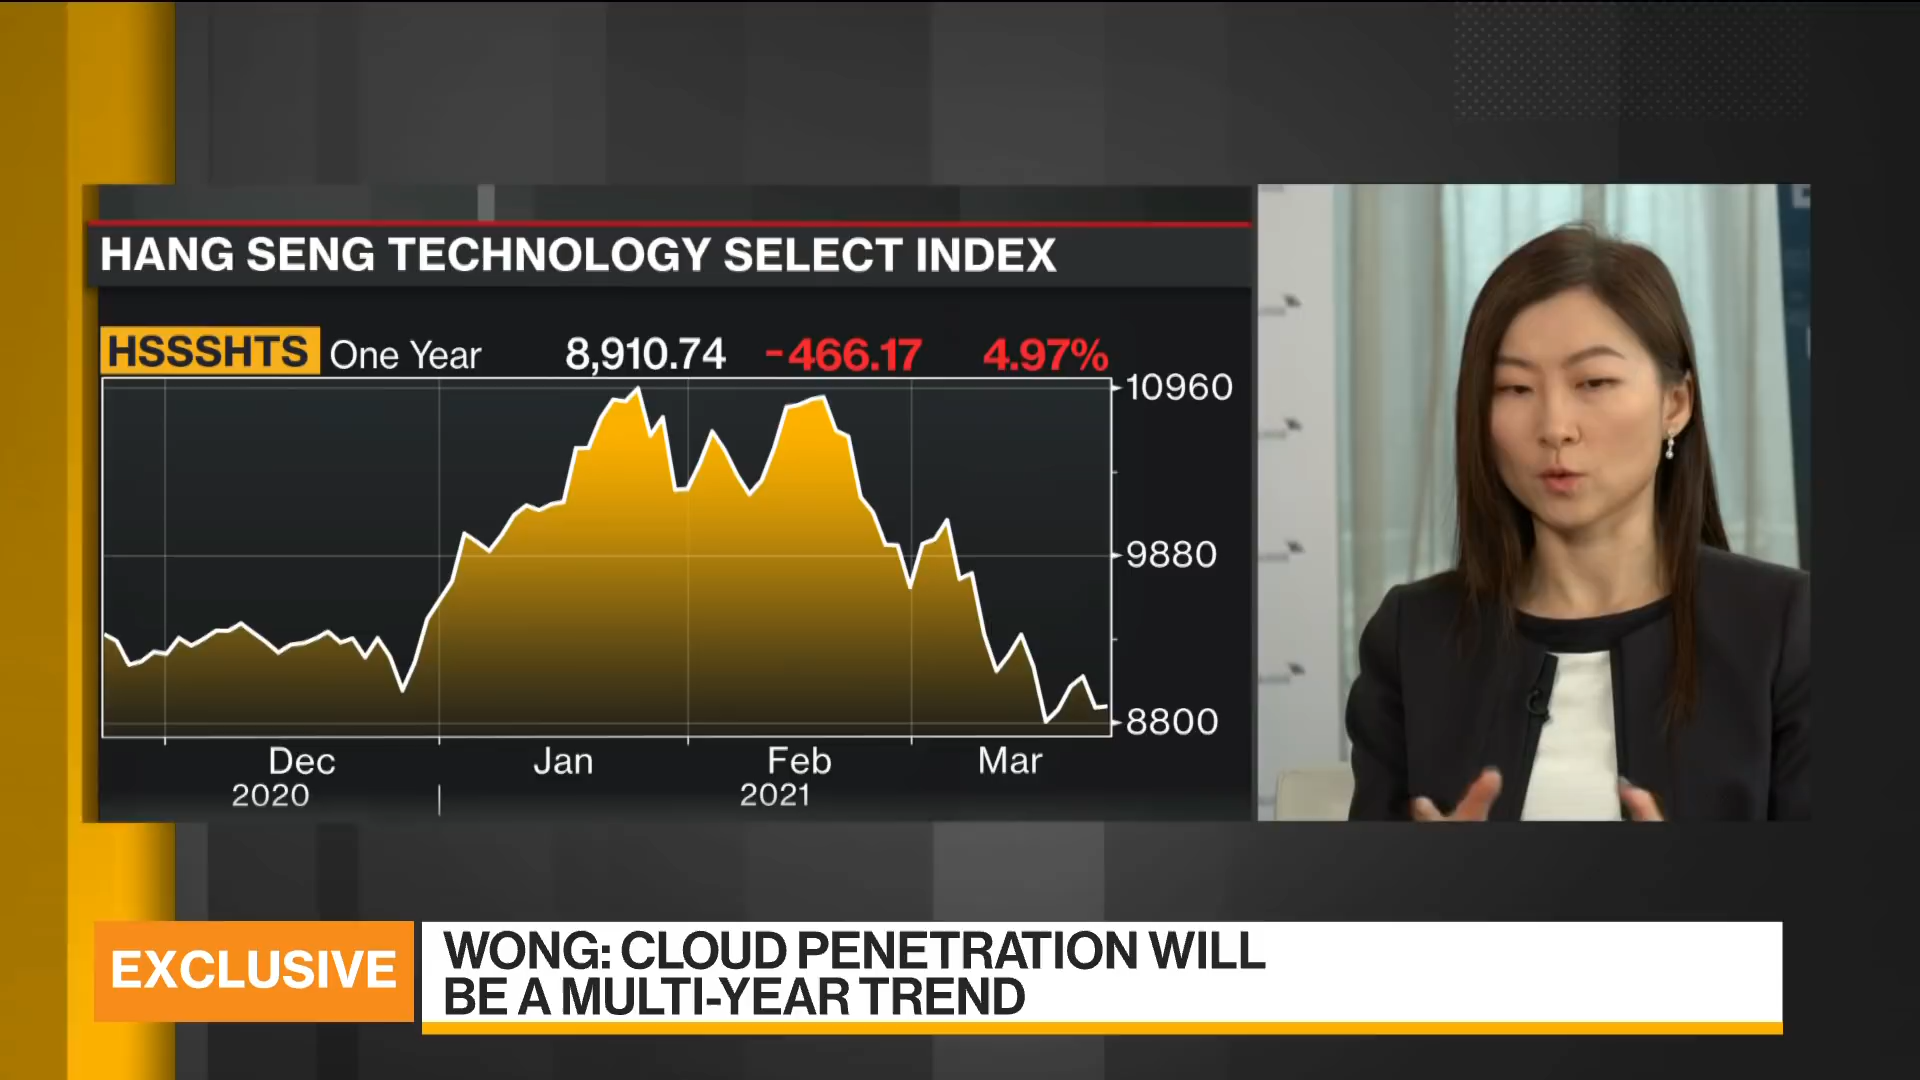 HANG SENG TECHNOLOGY SELECT INDEX
HSSSHTS One Year 8,910.74 -466.17 4.97%
10960
9880
8800
Dec Jan Feb Mar
2020 2021
EXCLUSIVE
WONG: CLOUD PENETRATION WILL
BE A MULTI-YEAR TREND